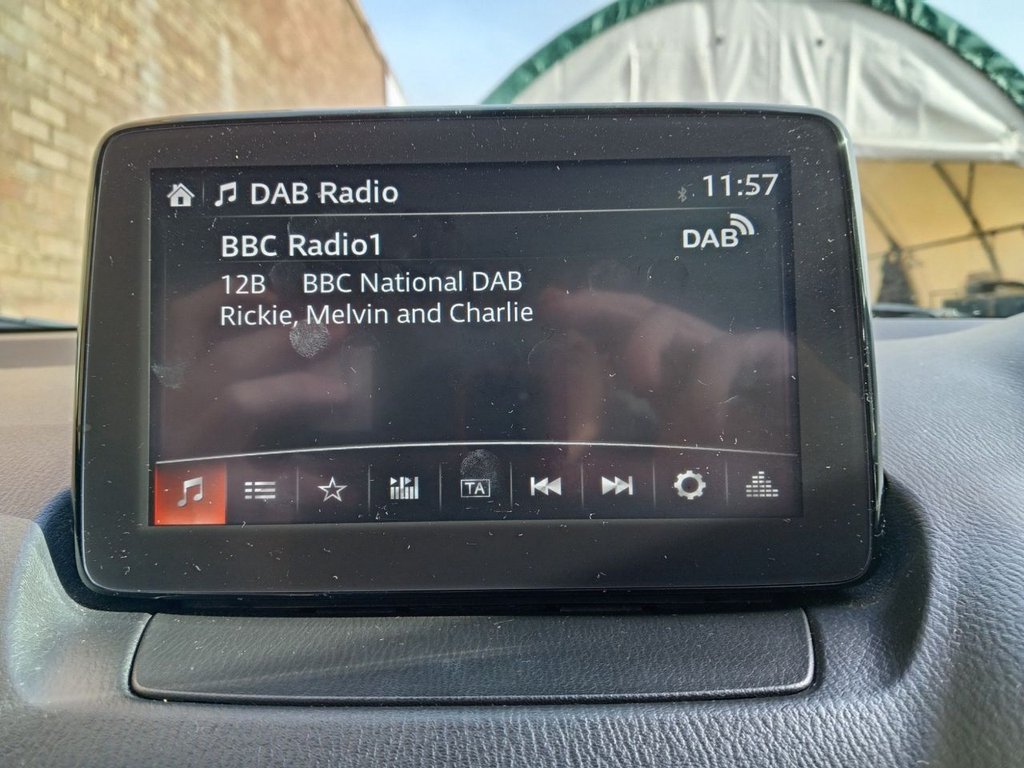 DAB Radio
11:57
BBC Radio1
DAB
12B BBC National DAB
Rickie, Melvin and Charlie
TA